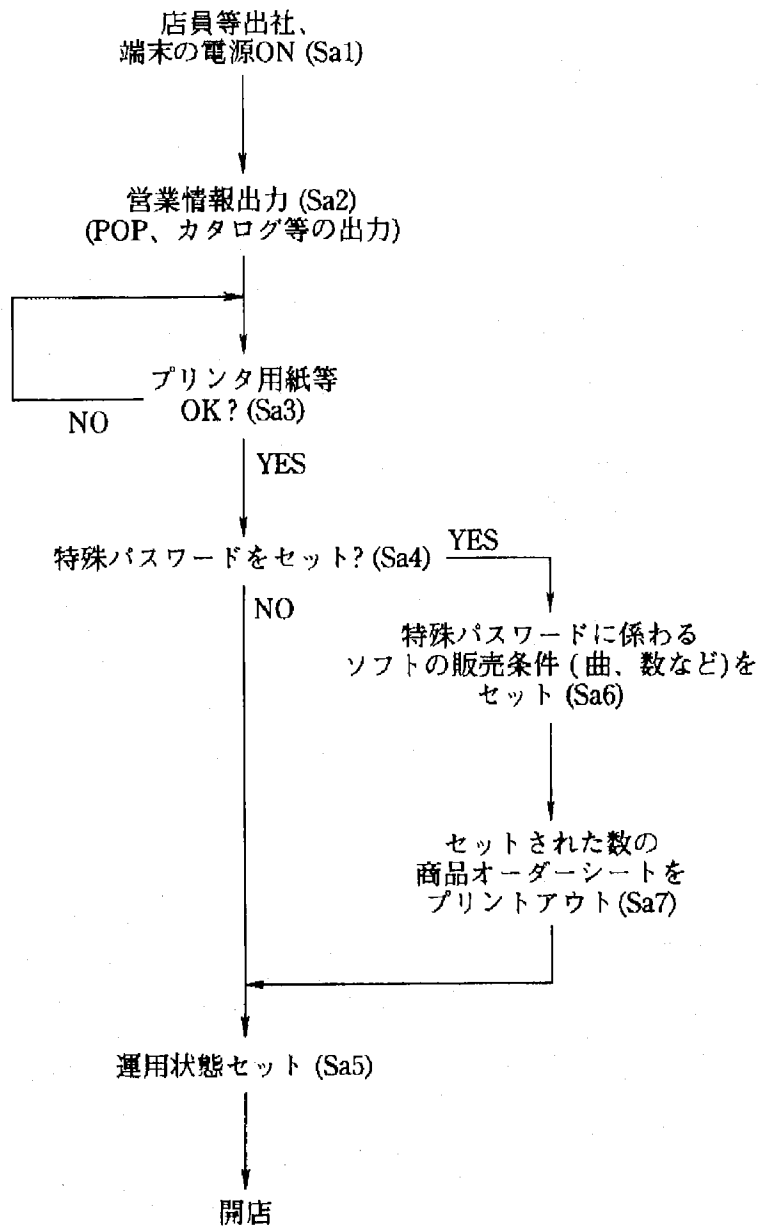 店員等出社、
端末の電源ON (Sa1)
営業情報出力 (Sa2)
(POP、カタログ等の出力)
プリンタ用紙等
OK? (Sa3)
NO
YES
特殊パスワードをセット? (Sa4)
YES
NO
特殊パスワードに係わる
ソフトの販売条件 (曲、数など)を
セット (Sa6)
セットされた数の
商品オーダーシートを
プリントアウト(Sa7)
運用状態セット (Sa5)
開店